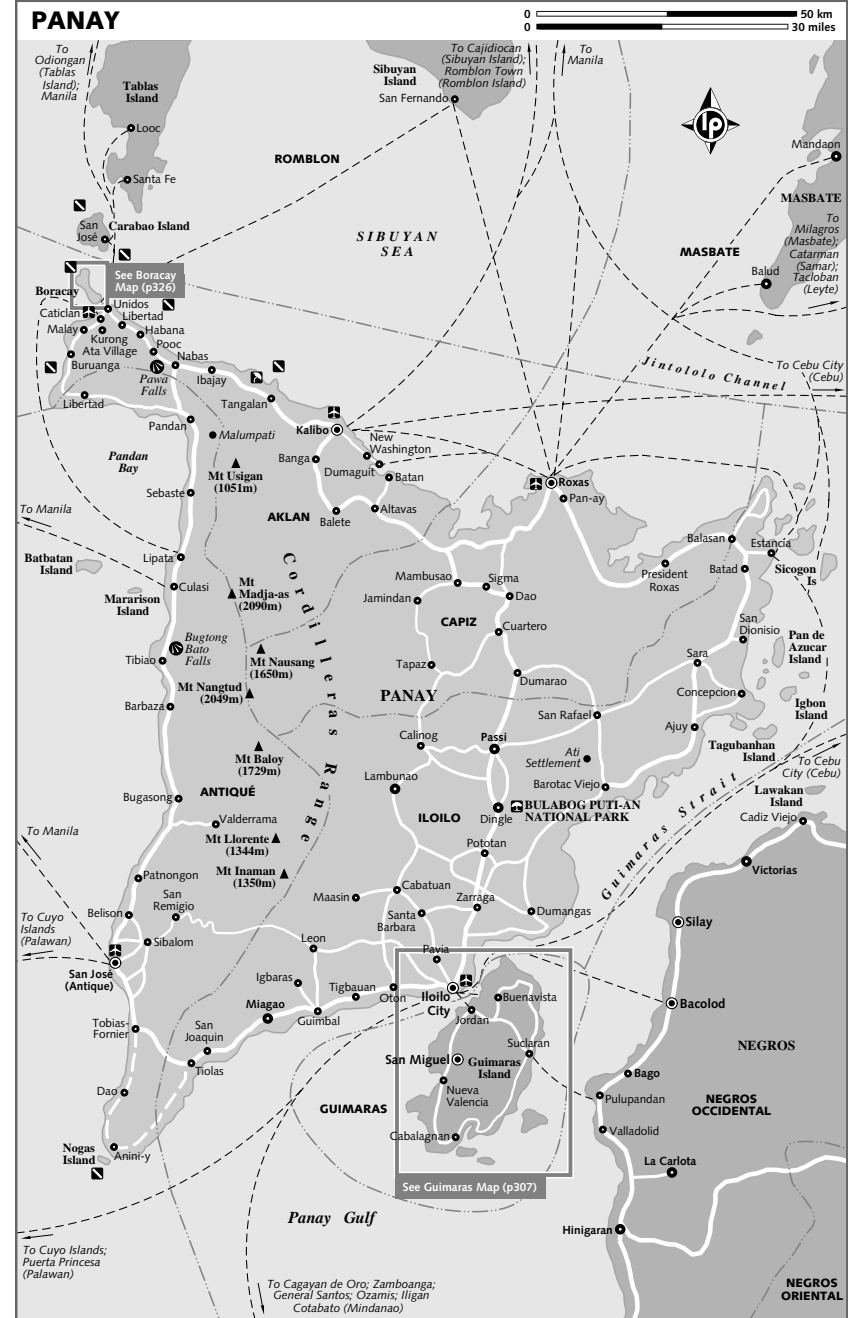 PANAY
0
50 km
0
30 miles
To
Odiongan
(Tablas
Island);
Manila
Tablas
Island
Looc
Santa Fe
Sibuyan
Island
San Fernando
To Cajidiocan
(Sibuyan Island);
Romblon Town
(Romblon Island)
To
Manila
lp
Mandaon
ROMBLON
MASBATE
To
Milagros
(Masbate);
Catarman
(Samar);
Tacloban
(Leyte)
San
José
Carabao Island
SIBUYAN
SEA
MASBATE
Balud
See Boracay
Map (p326)
Boracay
Unidos
Caticlan
Libertad
Malay
Habana
Kurong
Pooc
Ata Village
Nabas
Buruanga
Pawa
Falls
Ibajay
Jintololo Channel
To Cebu City
(Cebu)
Libertad
Tangalan
Pandan
Malumpati
Kalibo
New
Washington
Pandan
Bay
Banga
Dumaguit
Mt Usigan
(1051m)
Batan
Roxas
Pan-ay
Sebaste
AKLAN
Balete
Altavas
To Manila
Balasan
Estancia
Batbatan
Island
Lipata
Culasi
Mararison
Island
Mt
Madja-as
(2090m)
Cordilleras Range
Mambusao
Sigma
Jamindan
Dao
President
Roxas
Batad
Sicogon
Is
CAPIZ
Cuartero
San
Dionisio
Bugtong
Bato
Falls
Tibiao
Mt Nausang
(1650m)
Tapaz
Dumarao
Sara
Pan de
Azucar
Island
Mt Nangtud
(2049m)
PANAY
Concepcion
Barbaza
San Rafael
Igbon
Island
Ajuy
Calinog
Passi
Mt Baloy
(1729m)
Ati
Settlement
Tagubanhan
Island
To Cebu
City (Cebu)
Lambunao
Barotac Viejo
Bugasong
ANTIQUÉ
Lawakan
Island
BULABOG PUTI-AN
NATIONAL PARK
Dingle
Valderrama
ILOILO
Guimaras Strait
Cadiz Viejo
To Manila
Mt Llorente
(1344m)
Pototan
Mt Inaman
(1350m)
Victorias
Patnongon
San
Remigio
Maasin
Cabatuan
Belison
Santa
Barbara
Zarraga
Dumangas
Silay
To Cuyo
Islands
(Palawan)
Sibalom
Leon
Pavia
San José
(Antique)
Igbaras
Tigbauan
Oton
Iloilo
City
Buenavista
Bacolod
Miagao
Guimbal
Jordan
Tobias-
Fornier
San
Joaquin
Suclaran
NEGROS
Tiolas
San Miguel
Guimaras
Island
Bago
Dao
Nueva
Valencia
Pulupandan
NEGROS
OCCIDENTAL
GUIMARAS
Valladolid
Cabalagnan
Nogas
Island
Anini-y
La Carlota
See Guimaras Map (p307)
Panay Gulf
Hinigaran
To Cuyo Islands;
Puerta Princesa
(Palawan)
To Cagayan de Oro; Zamboanga;
General Santos; Ozamis; Iligan
Cotabato (Mindanao)
NEGROS
ORIENTAL